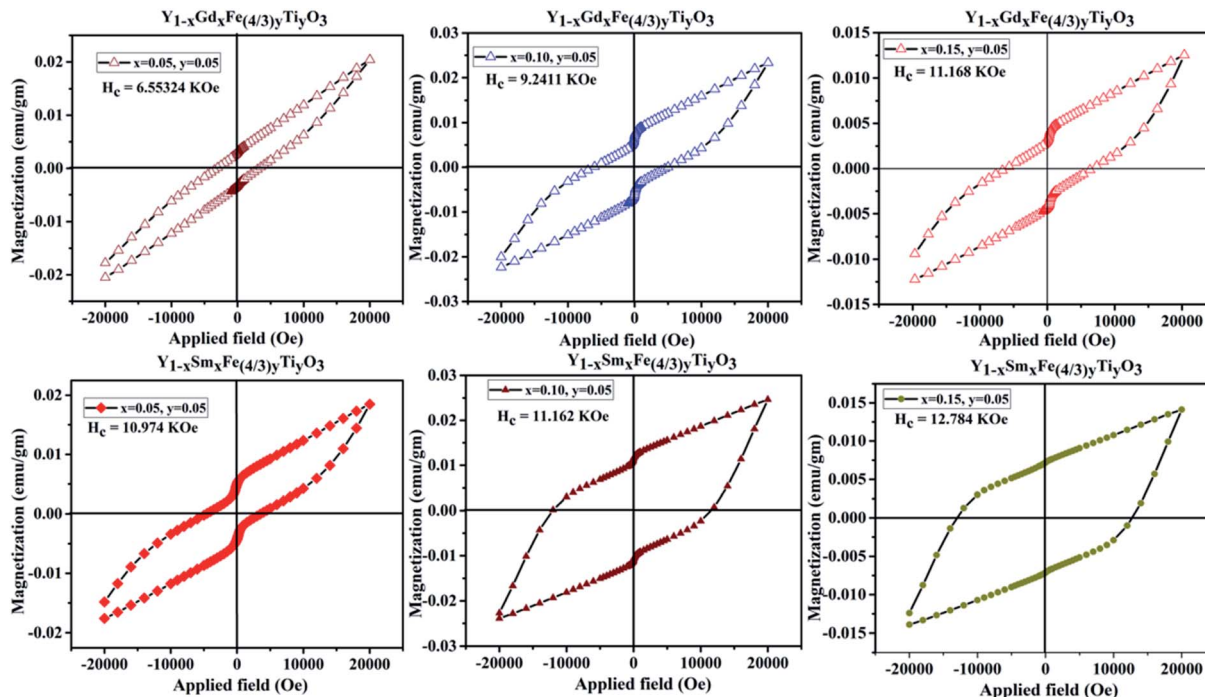 Y1-xGdxFe(4/3)yTiyO3
x=0.05, y=0.05
Hc = 6.55324 KOe
Magnetization (emu/gm)
0.02
0.01
0.00
-0.01
-0.02
-20000 -10000 0 10000 20000
Applied field (Oe)
Y1-xGdxFe(4/3)yTiyO3
x=0.10, y=0.05
Hc = 9.2411 KOe
Magnetization (emu/gm)
0.03
0.02
0.01
0.00
-0.01
-0.02
-0.03
-20000 -10000 0 10000 20000
Applied field (Oe)
Y1-xGdxFe(4/3)yTiyO3
x=0.15, y=0.05
Hc = 11.168 KOe
Magnetization (emu/gm)
0.015
0.010
0.005
0.000
-0.005
-0.010
-0.015
-20000 -10000 0 10000 20000
Applied field (Oe)
Y1-xSmxFe(4/3)yTiyO3
x=0.05, y=0.05
Hc = 10.974 KOe
Magnetization (emu/gm)
0.02
0.01
0.00
-0.01
-0.02
-20000 -10000 0 10000 20000
Applied field (Oe)
Y1-xSmxFe(4/3)yTiyO3
x=0.10, y=0.05
Hc = 11.162 KOe
Magnetization (emu/gm)
0.03
0.02
0.01
0.00
-0.01
-0.02
-0.03
-20000 -10000 0 10000 20000
Applied field (Oe)
Y1-xSmxFe(4/3)yTiyO3
x=0.15, y=0.05
Hc = 12.784 KOe
Magnetization (emu/gm)
0.015
0.010
0.005
0.000
-0.005
-0.010
-0.015
-20000 -10000 0 10000 20000
Applied field (Oe)